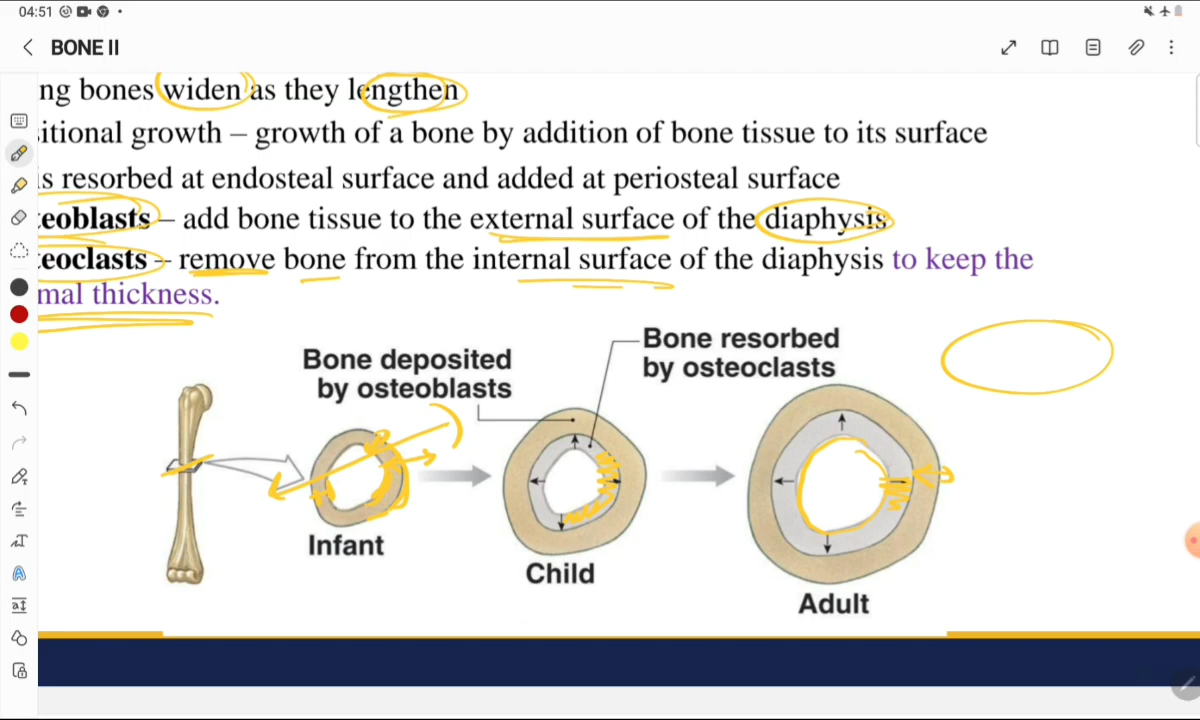 04:51
BONE II
ng bones widen as they lengthen
itional growth – growth of a bone by addition of bone tissue to its surface
is resorbed at endosteal surface and added at periosteal surface
eoblasts – add bone tissue to the external surface of the diaphysis
eoclasts – remove bone from the internal surface of the diaphysis to keep the
mal thickness.
Bone deposited
by osteoblasts
Bone resorbed
by osteoclasts
Infant
Child
Adult